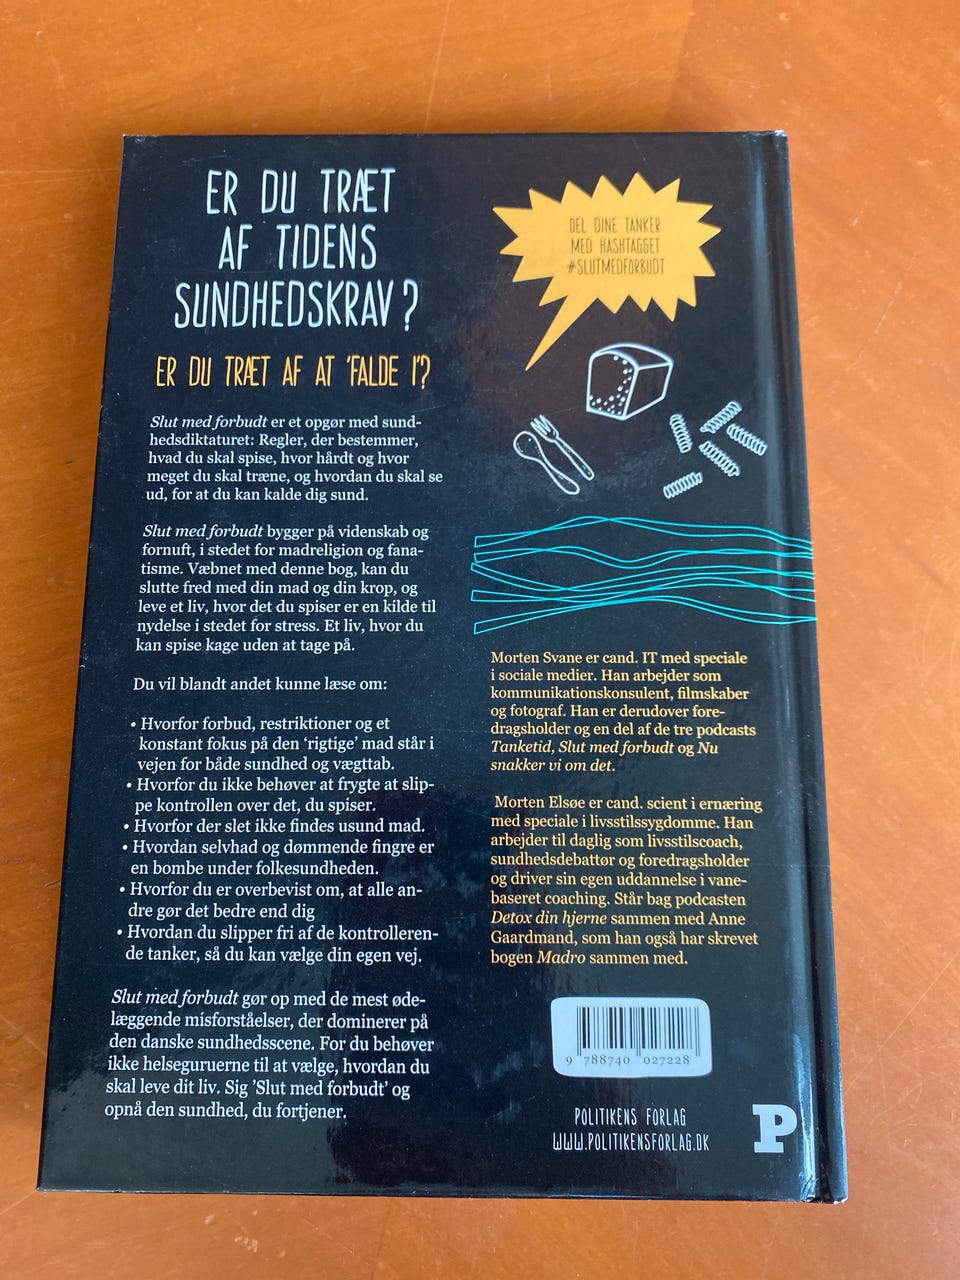 ER DU TRÆT
AF TIDENS
SUNDHEDSKRAV?
ER DU TRÆT AF AT 'FALDE I'?
Slut med forbudt er et opgør med sund-
hedsdiktaturet: Regler, der bestemmer,
hvad du skal spise, hvor hårdt og hvor
meget du skal træne, og hvordan du skal se
ud, for at du kan kalde dig sund.
Slut med forbudt bygger på videnskab og
fornuft, i stedet for madreligion og fana-
tisme. Væbnet med denne bog, kan du
slutte fred med din mad og din krop, og
leve et liv, hvor det du spiser er en kilde til
nydelse i stedet for stress. Et liv, hvor du
kan spise kage uden at tage på.
Du vil blandt andet kunne læse om:
• Hvorfor forbud, restriktioner og et
konstant fokus på den 'rigtige' mad står i
vejen for både sundhed og vægttab.
• Hvorfor du ikke behøver at frygte at slip-
pe kontrollen over det, du spiser.
• Hvorfor der slet ikke findes usund mad.
• Hvordan selvhad og dømmende fingre er
en bombe under folkesundheden.
• Hvorfor du er overbevist om, at alle an-
dre gør det bedre end dig
• Hvordan du slipper fri af de kontrolleren-
de tanker, så du kan vælge din egen vej.
Slut med forbudt gør op med de mest øde-
læggende misforståelser, der dominerer på
den danske sundhedsscene. For du behøver
ikke helseguruerne til at vælge, hvordan du
skal leve dit liv. Sig 'Slut med forbudt' og
opnå den sundhed, du fortjener.
DEL DINE TANKER
MED HASHTAGGET
#SLUTMEDFORBUDT
Morten Svane er cand. IT med speciale
i sociale medier. Han arbejder som
kommunikationskonsulent, filmskaber
og fotograf. Han er derudover fore-
dragsholder og en del af de tre podcasts
Tanketid, Slut med forbudt og Nu
snakker vi om det.
Morten Elsøe er cand. scient i ernæring
med speciale i livsstilssygdomme. Han
arbejder til daglig som livsstilscoach,
sundhedsdebattør og foredragsholder
og driver sin egen uddannelse i vane-
baseret coaching. Står bag podcasten
Detox din hjerne sammen med Anne
Gaardmand, som han også har skrevet
bogen Madro sammen med.
9 788740 027228
POLITIKENS FORLAG
WWW.POLITIKENSFORLAG.DK
P